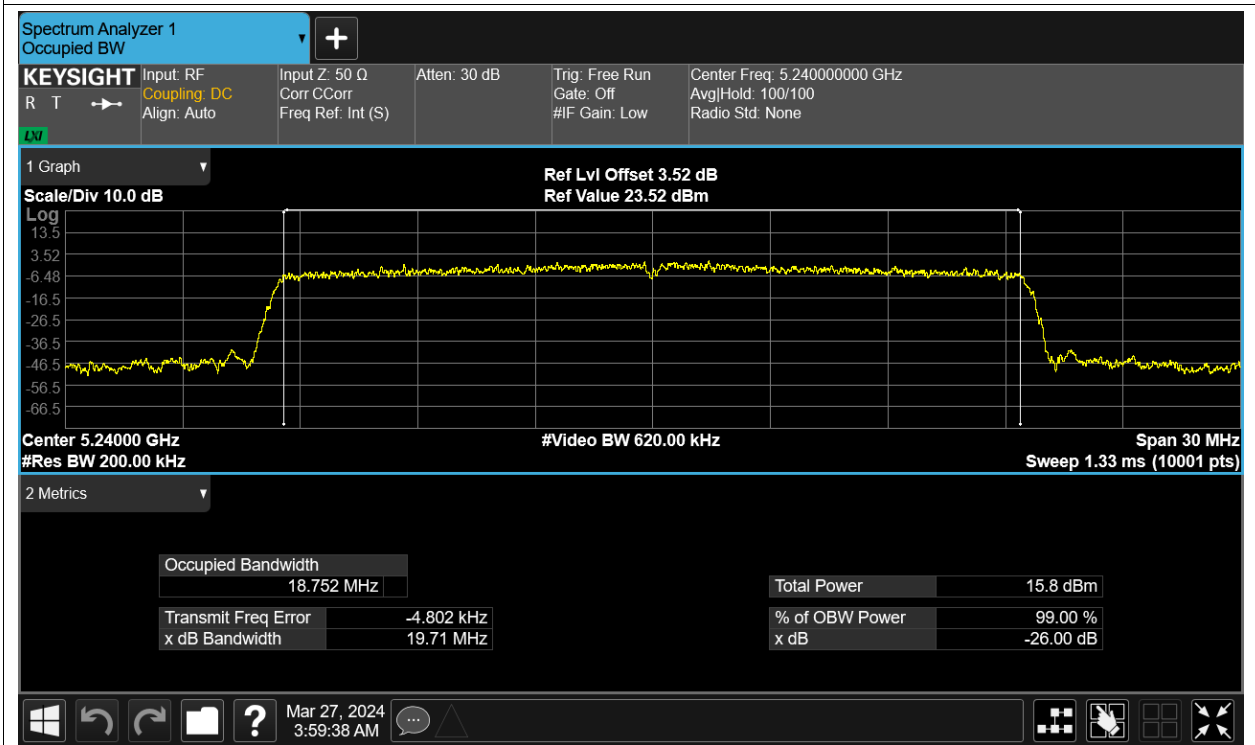 Spectrum Analyzer 1
Occupied BW
KEYSIGHT
R T
LXI
Input: RF
Coupling: DC
Align: Auto
Input Z: 50 Ω
Corr CCorr
Freq Ref: Int (S)
Atten: 30 dB
Trig: Free Run
Gate: Off
#IF Gain: Low
Center Freq: 5.240000000 GHz
Avg|Hold: 100/100
Radio Std: None
1 Graph
Scale/Div 10.0 dB
Ref Lvl Offset 3.52 dB
Ref Value 23.52 dBm
Log
13.5
3.52
-6.48
-16.5
-26.5
-36.5
-46.5
-56.5
-66.5
Center 5.24000 GHz
#Video BW 620.00 kHz
Span 30 MHz
#Res BW 200.00 kHz
Sweep 1.33 ms (10001 pts)
2 Metrics
Occupied Bandwidth
18.752 MHz
Total Power 15.8 dBm
Transmit Freq Error -4.802 kHz
% of OBW Power 99.00 %
x dB Bandwidth 19.71 MHz
x dB -26.00 dB
Mar 27, 2024
3:59:38 AM